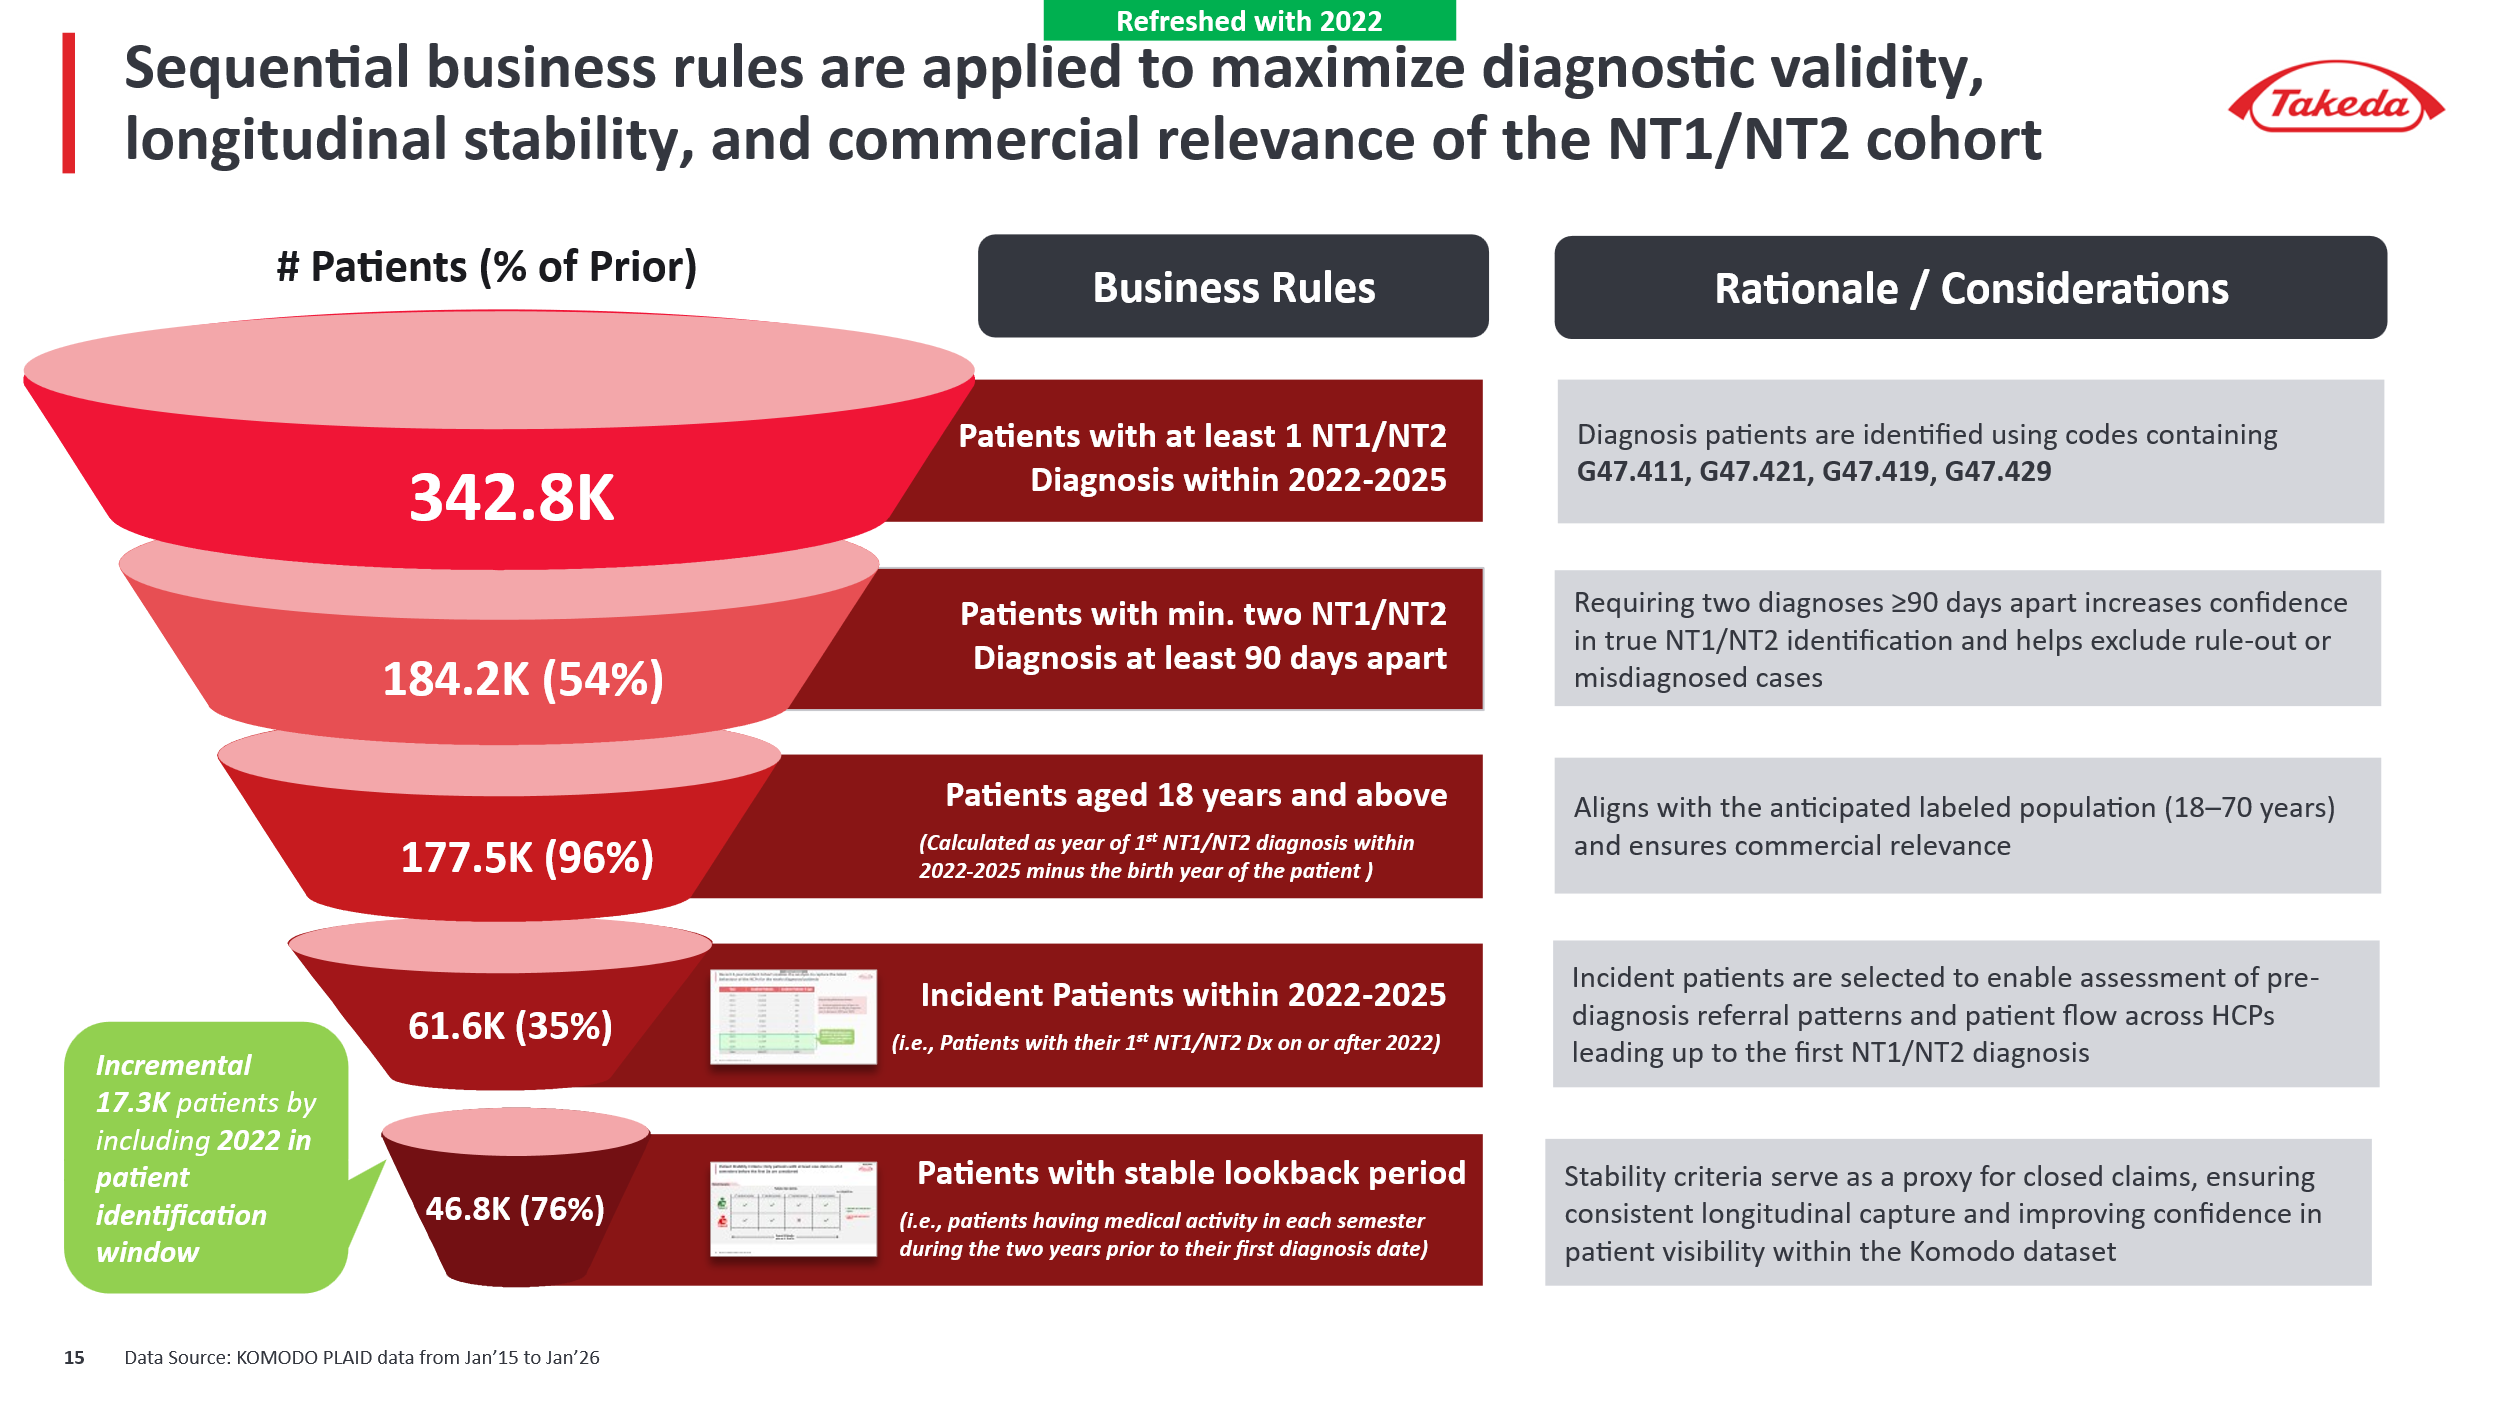 Refreshed with 2022
Sequential business rules are applied to maximize diagnostic validity,
longitudinal stability, and commercial relevance of the NT1/NT2 cohort
Takeda
# Patients (% of Prior)
Business Rules
Rationale / Considerations
342.8K
Patients with at least 1 NT1/NT2
Diagnosis within 2022-2025
Diagnosis patients are identified using codes containing
G47.411, G47.421, G47.419, G47.429
184.2K (54%)
Patients with min. two NT1/NT2
Diagnosis at least 90 days apart
Requiring two diagnoses ≥90 days apart increases confidence
in true NT1/NT2 identification and helps exclude rule-out or
misdiagnosed cases
177.5K (96%)
Patients aged 18 years and above
(Calculated as year of 1st NT1/NT2 diagnosis within
2022-2025 minus the birth year of the patient )
Aligns with the anticipated labeled population (18–70 years)
and ensures commercial relevance
61.6K (35%)
Incident Patients within 2022-2025
(i.e., Patients with their 1st NT1/NT2 Dx on or after 2022)
Incident patients are selected to enable assessment of pre-
diagnosis referral patterns and patient flow across HCPs
leading up to the first NT1/NT2 diagnosis
Incremental
17.3K patients by
including 2022 in
patient
identification
window
46.8K (76%)
Patients with stable lookback period
(i.e., patients having medical activity in each semester
during the two years prior to their first diagnosis date)
Stability criteria serve as a proxy for closed claims, ensuring
consistent longitudinal capture and improving confidence in
patient visibility within the Komodo dataset
15
Data Source: KOMODO PLAID data from Jan’15 to Jan’26